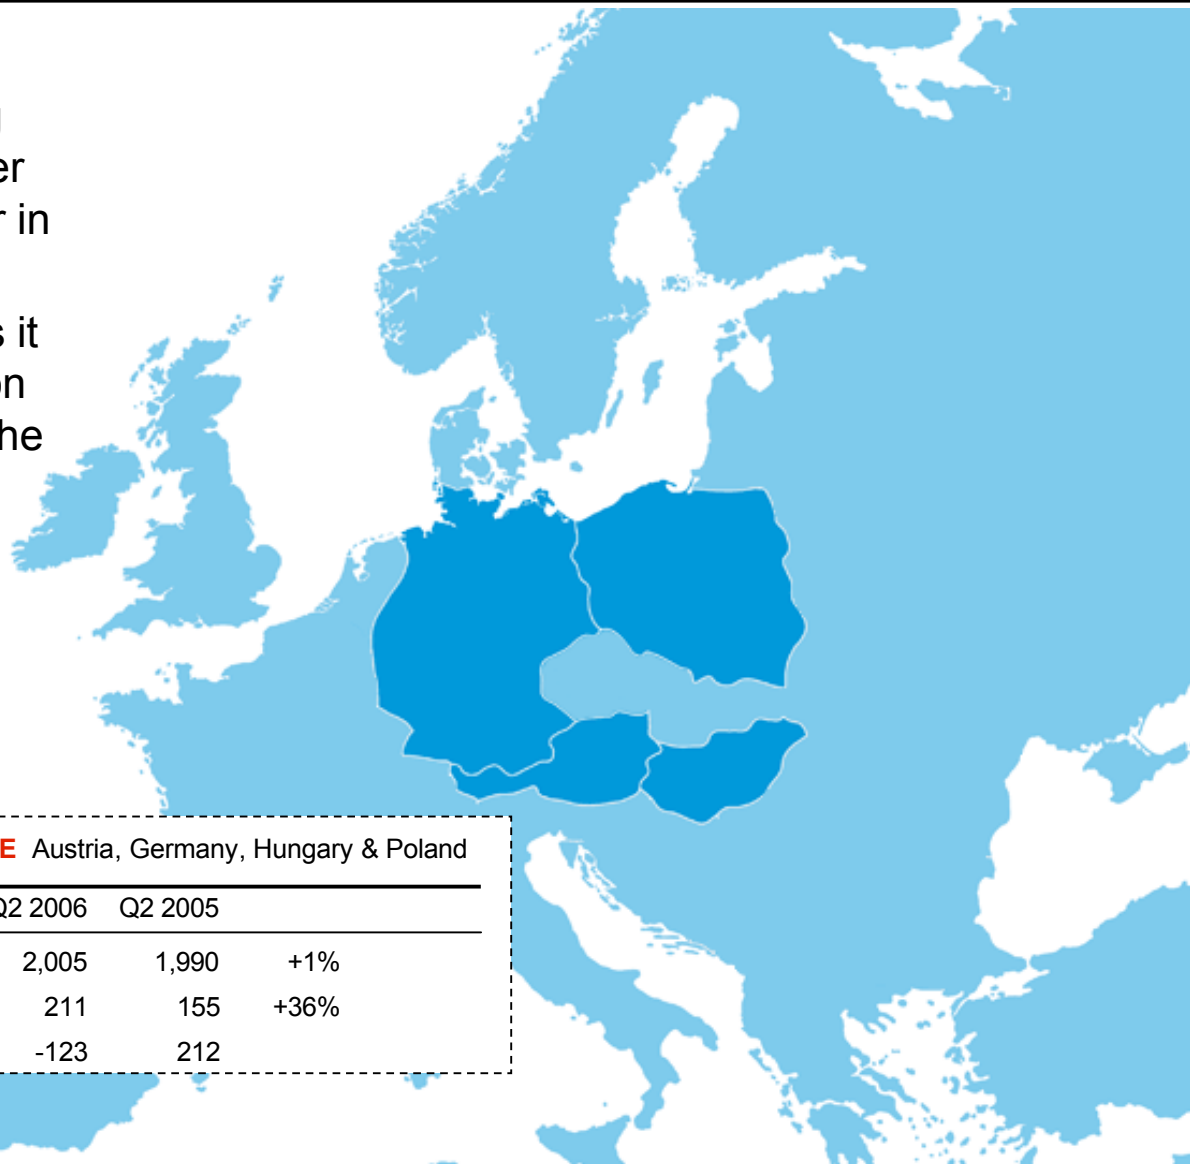 er
r in
s it
on
the
E Austria, Germany, Hungary & Poland
Q2 2006 Q2 2005
2,005 1,990 +1%
211 155 +36%
-123 212